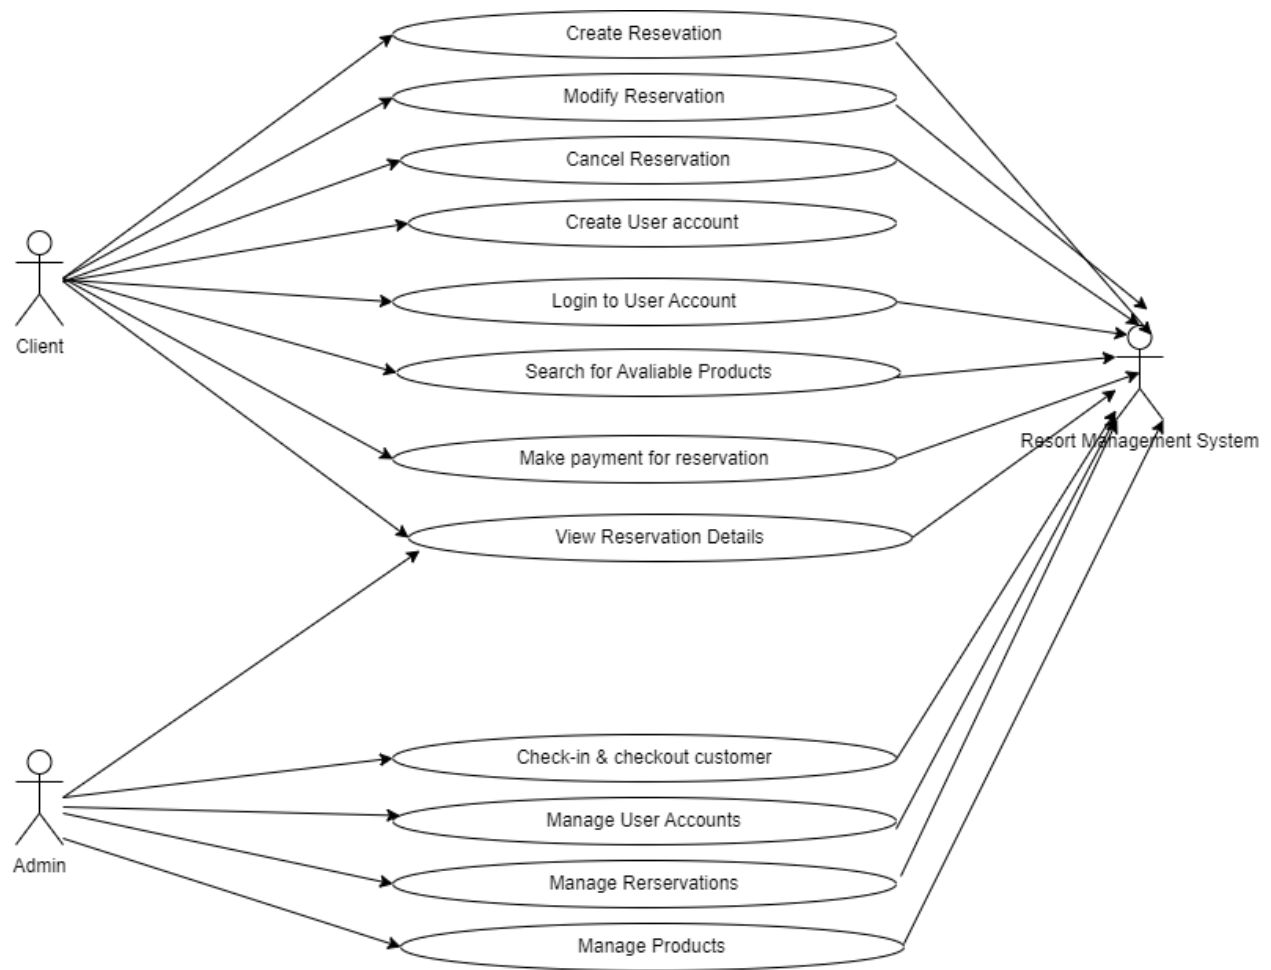 Create Resevation
Modify Reservation
Cancel Reservation
Create User account
Client
Login to User Account
Search for Avaliable Products
Resort Management System
Make payment for reservation
View Reservation Details
Check-in & checkout customer
Manage User Accounts
Admin
Manage Rerservations
Manage Products